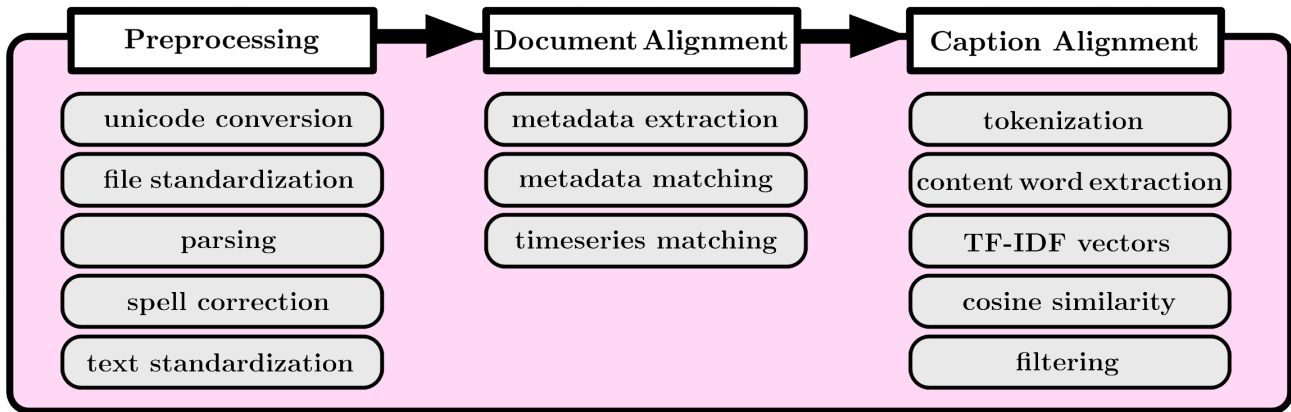 Preprocessing
unicode conversion
file standardization
parsing
spell correction
text standardization
Document Alignment
metadata extraction
metadata matching
timeseries matching
Caption Alignment
tokenization
content word extraction
TF-IDF vectors
cosine similarity
filtering